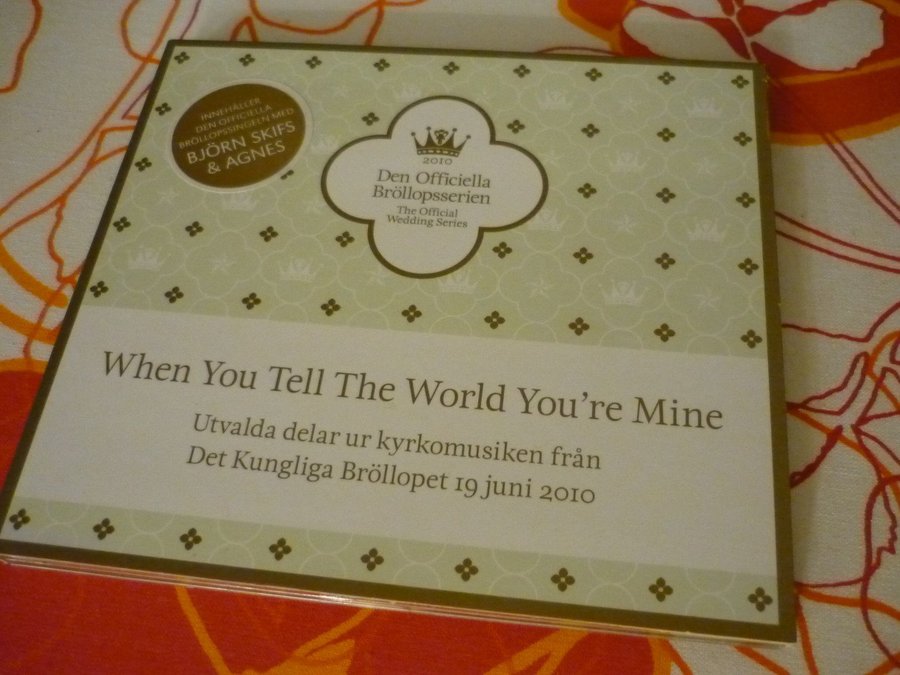 INNEHÅLLER
DEN OFFICIELLA
BRÖLLOPSSINGELN MED
BJÖRN SKIFS
& AGNES
2010
Den Officiella
Bröllopsserien
The Official
Wedding Series
When You Tell The World You're Mine
Utvalda delar ur kyrkomusiken från
Det Kungliga Bröllopet 19 juni 2010